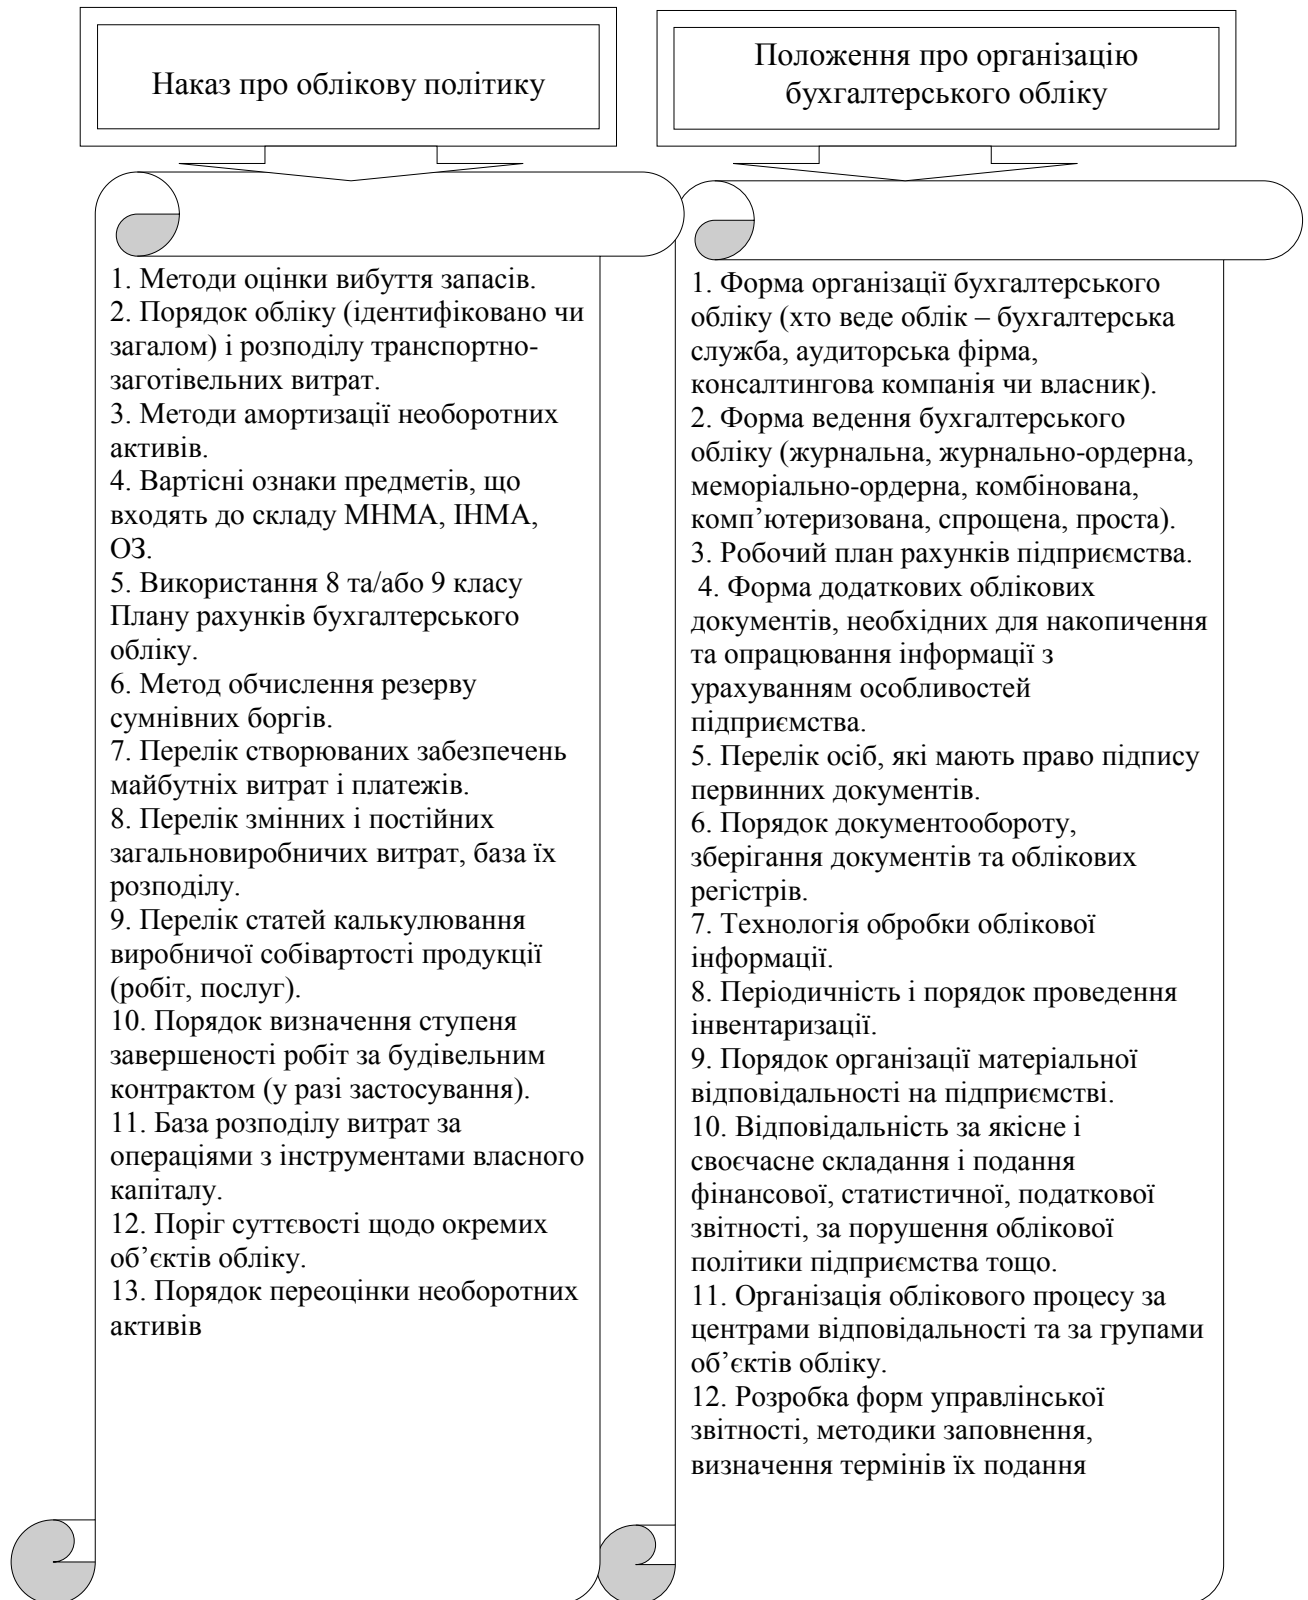 Наказ про облікову політику
Положення про організацію
бухгалтерського обліку
1. Методи оцінки вибуття запасів.
2. Порядок обліку (ідентифіковано чи
загалом) і розподілу транспортно-
заготівельних витрат.
3. Методи амортизації необоротних
активів.
4. Вартісні ознаки предметів, що
входять до складу МНМА, ІНМА,
ОЗ.
5. Використання 8 та/або 9 класу
Плану рахунків бухгалтерського
обліку.
6. Метод обчислення резерву
сумнівних боргів.
7. Перелік створюваних забезпечень
майбутніх витрат і платежів.
8. Перелік змінних і постійних
загальновиробничих витрат, база їх
розподілу.
9. Перелік статей калькулювання
виробничої собівартості продукції
(робіт, послуг).
10. Порядок визначення ступеня
завершеності робіт за будівельним
контрактом (у разі застосування).
11. База розподілу витрат за
операціями з інструментами власного
капіталу.
12. Поріг суттєвості щодо окремих
об’єктів обліку.
13. Порядок переоцінки необоротних
активів
1. Форма організації бухгалтерського
обліку (хто веде облік – бухгалтерська
служба, аудиторська фірма,
консалтингова компанія чи власник).
2. Форма ведення бухгалтерського
обліку (журнальна, журнально-ордерна,
меморіально-ордерна, комбінована,
комп’ютеризована, спрощена, проста).
3. Робочий план рахунків підприємства.
4. Форма додаткових облікових
документів, необхідних для накопичення
та опрацювання інформації з
урахуванням особливостей
підприємства.
5. Перелік осіб, які мають право підпису
первинних документів.
6. Порядок документообороту,
зберігання документів та облікових
регістрів.
7. Технологія обробки облікової
інформації.
8. Періодичність і порядок проведення
інвентаризації.
9. Порядок організації матеріальної
відповідальності на підприємстві.
10. Відповідальність за якісне і
своєчасне складання і подання
фінансової, статистичної, податкової
звітності, за порушення облікової
політики підприємства тощо.
11. Організація облікового процесу за
центрами відповідальності та за групами
об’єктів обліку.
12. Розробка форм управлінської
звітності, методики заповнення,
визначення термінів їх подання